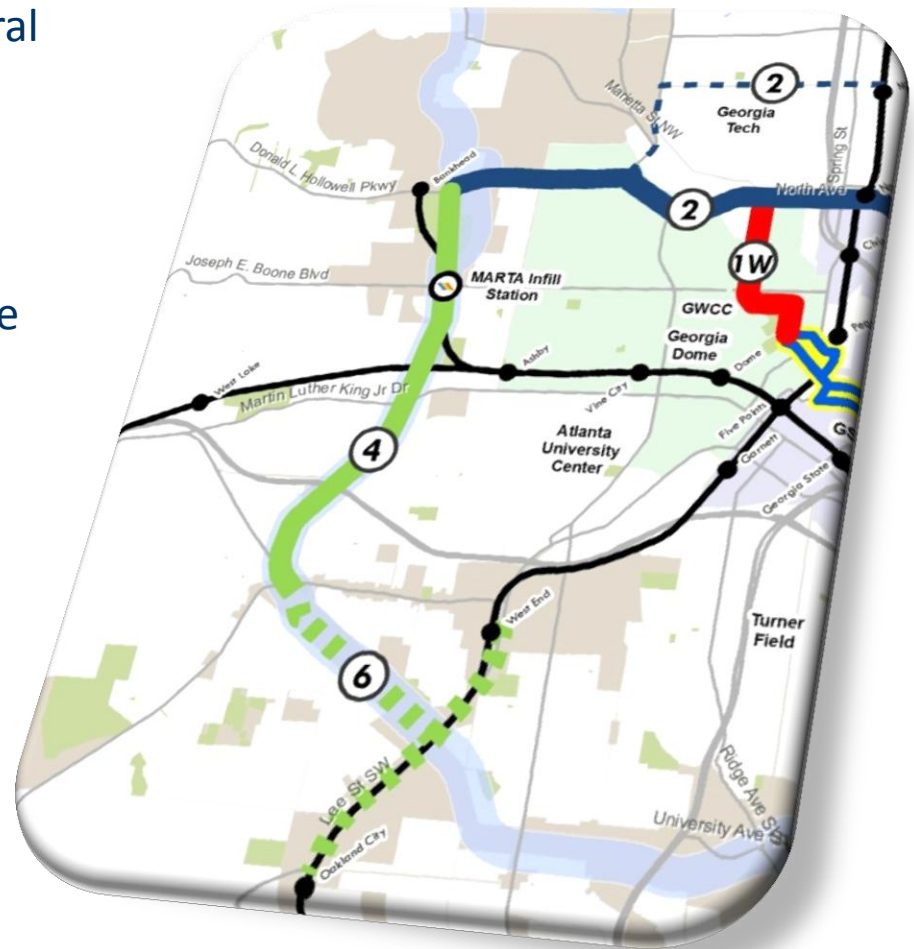 ral
e
2
Georgia
Tech
Marietta St NW
Spring St
Donald L. Hollowell Pkwy
Bankhead
North Ave
2
1W
Joseph E. Boone Blvd
MARTA Infill
Station
GWCC
Georgia
Dome
West Lake
Martin Luther King Jr Dr
Ashby
Vine City
Dome
Five Points
Garnett
Georgia State
GS
4
Atlanta
University
Center
West End
Turner
Field
6
Lee St SW
Oakland City
Ridge Ave S
University Ave S